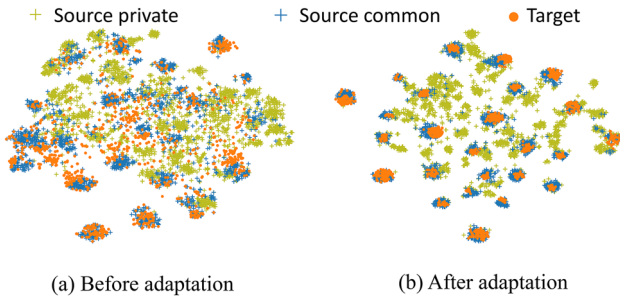 Source private Source common Target
(a) Before adaptation (b) After adaptation